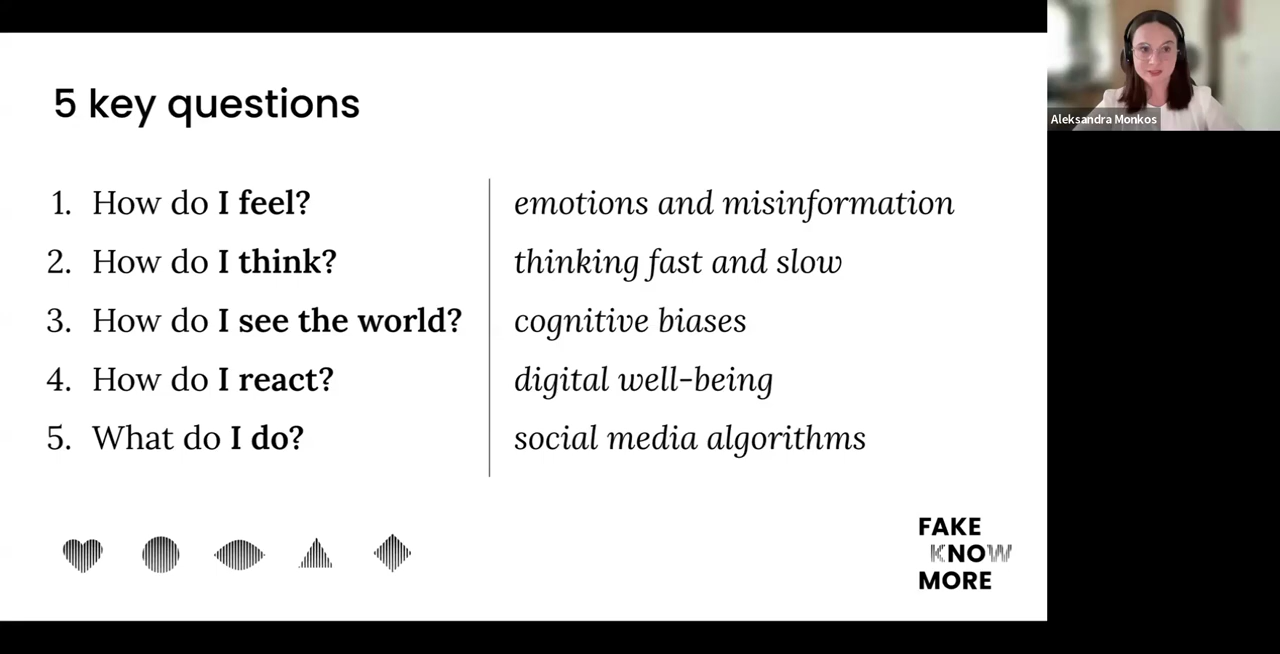 5 key questions
1. How do I feel?
emotions and misinformation
2. How do I think?
thinking fast and slow
3. How do I see the world?
cognitive biases
4. How do I react?
digital well-being
5. What do I do?
social media algorithms
FAKE
KNOW
MORE
Aleksandra Monkos